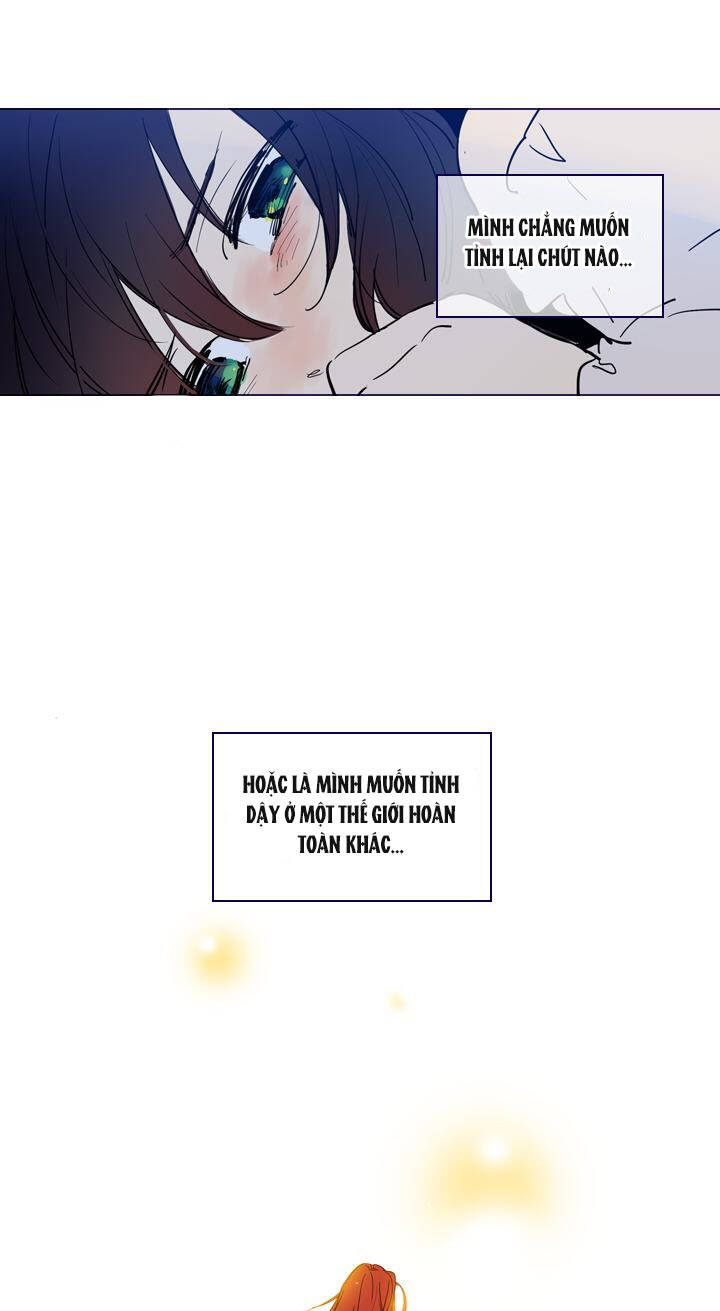 MÌNH CHẲNG MUỐN
TỈNH LẠI CHÚT NÀO...
HOẶC LÀ MÌNH MUỐN TỈNH
DẬY Ở MỘT THẾ GIỚI HOÀN
TOÀN KHÁC...